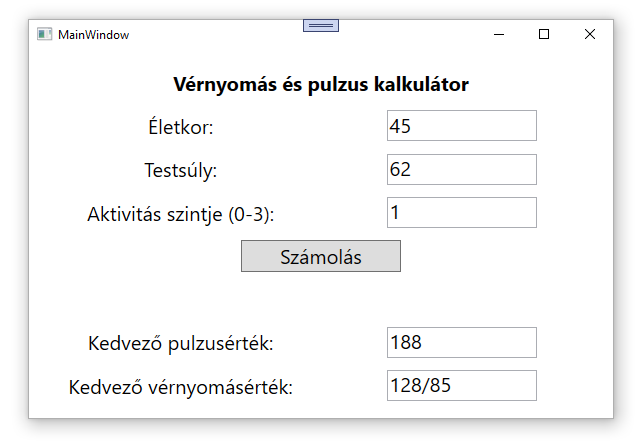 MainWindow
Vérnyomás és pulzus kalkulátor
Életkor: 45
Testsúly: 62
Aktivitás szintje (0-3): 1
Számolás
Kedvező pulzusérték: 188
Kedvező vérnyomásérték: 128/85